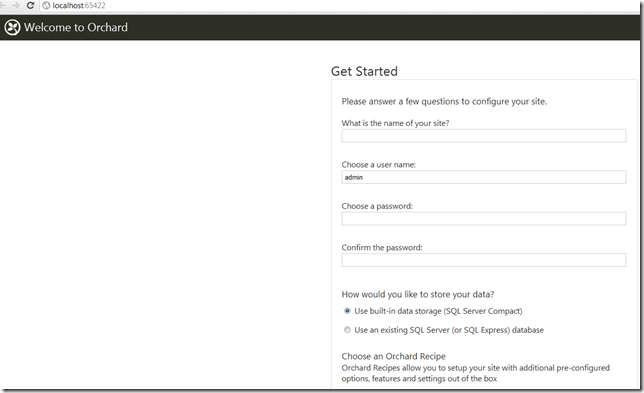 localhost:65422
Welcome to Orchard
Get Started
Please answer a few questions to configure your site.
What is the name of your site?
Choose a user name:
admin
Choose a password:
Confirm the password:
How would you like to store your data?
Use built-in data storage (SQL Server Compact)
Use an existing SQL Server (or SQL Express) database
Choose an Orchard Recipe
Orchard Recipes allow you to setup your site with additional pre-configured
options, features and settings out of the box